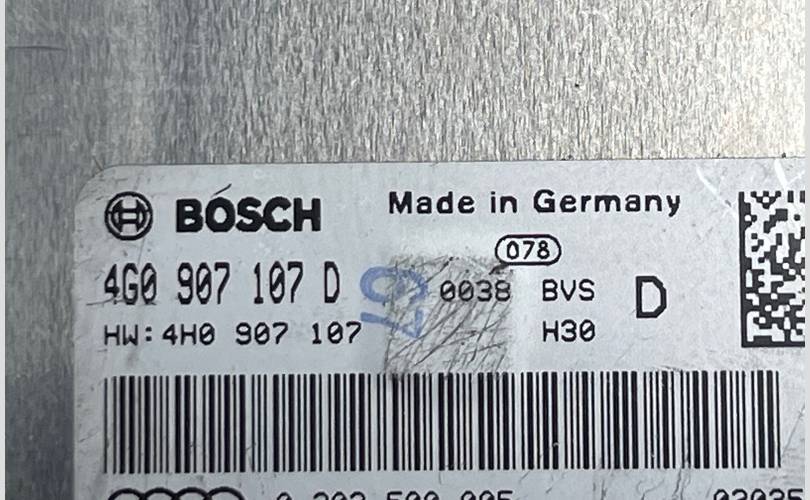 BOSCH
Made in Germany
078
4G0 907 107 D
0038 BVS D
HW: 4H0 907 107
H30